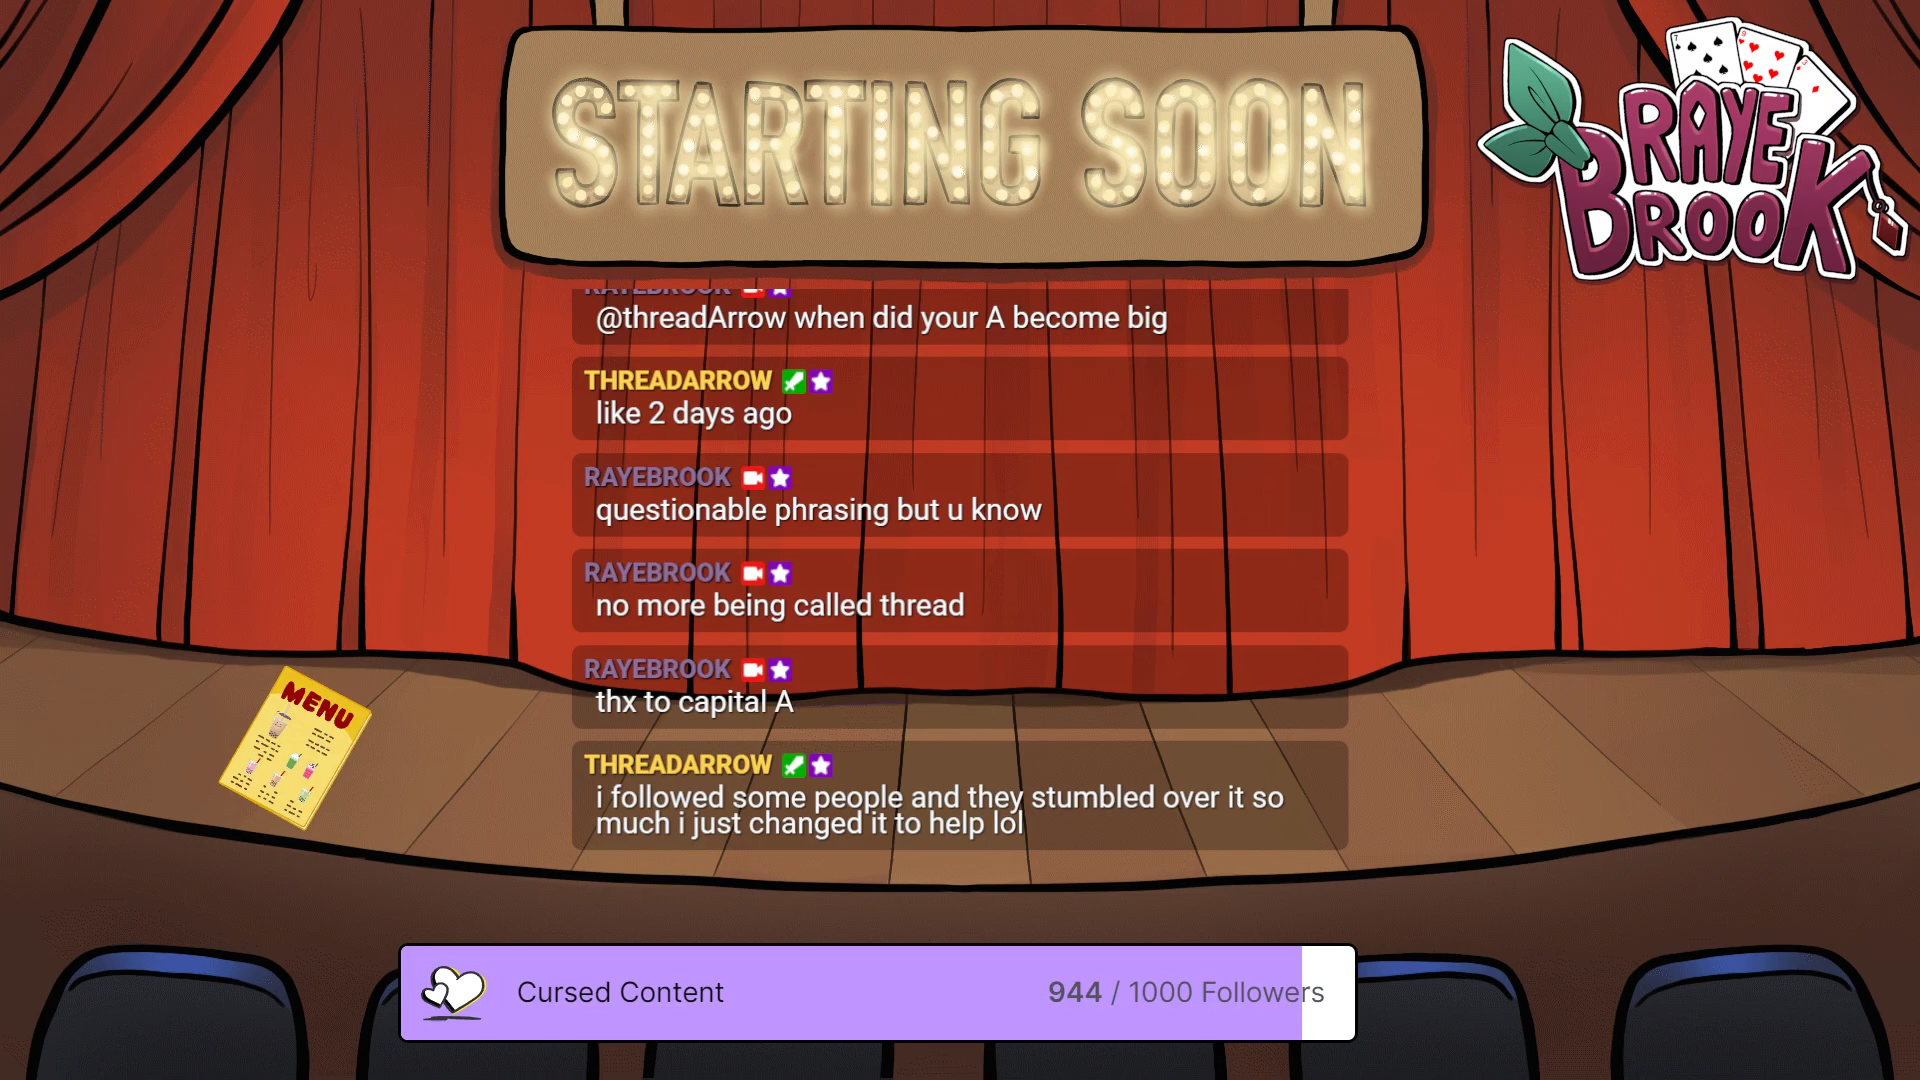 STARTING SOON
RAYE
BROOK
RAYEBROOK
@threadArrow when did your A become big
THREADARROW
like 2 days ago
RAYEBROOK
questionable phrasing but u know
RAYEBROOK
no more being called thread
RAYEBROOK
thx to capital A
THREADARROW
i followed some people and they stumbled over it so
much i just changed it to help lol
MENU
Cursed Content
944 / 1000 Followers